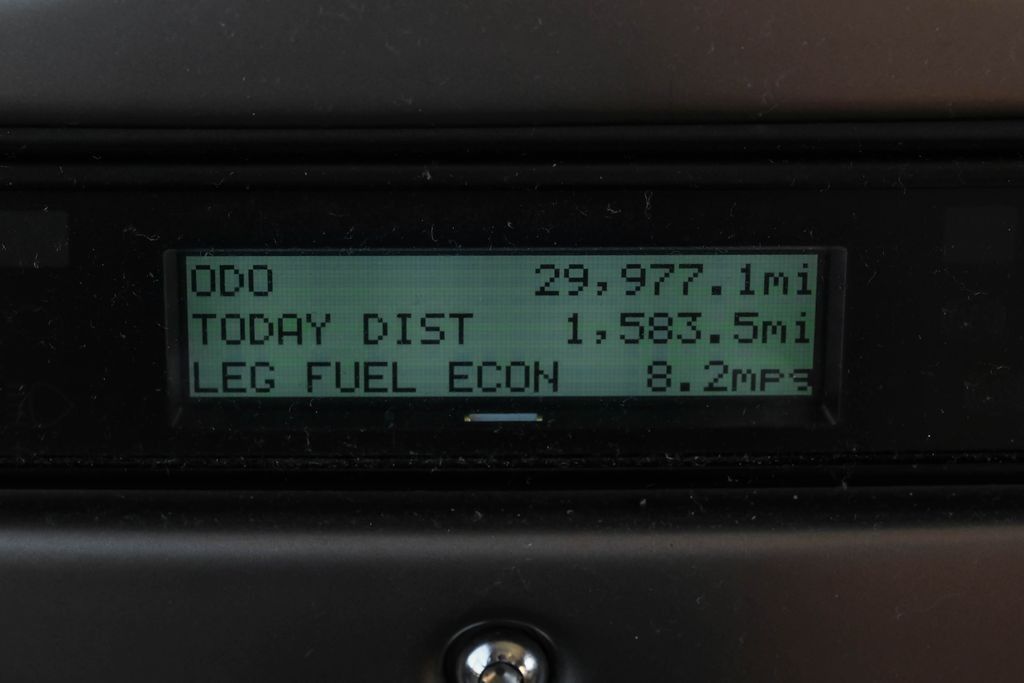 ODO 29,977.1mi
TODAY DIST 1,583.5mi
LEG FUEL ECON 8.2mpg